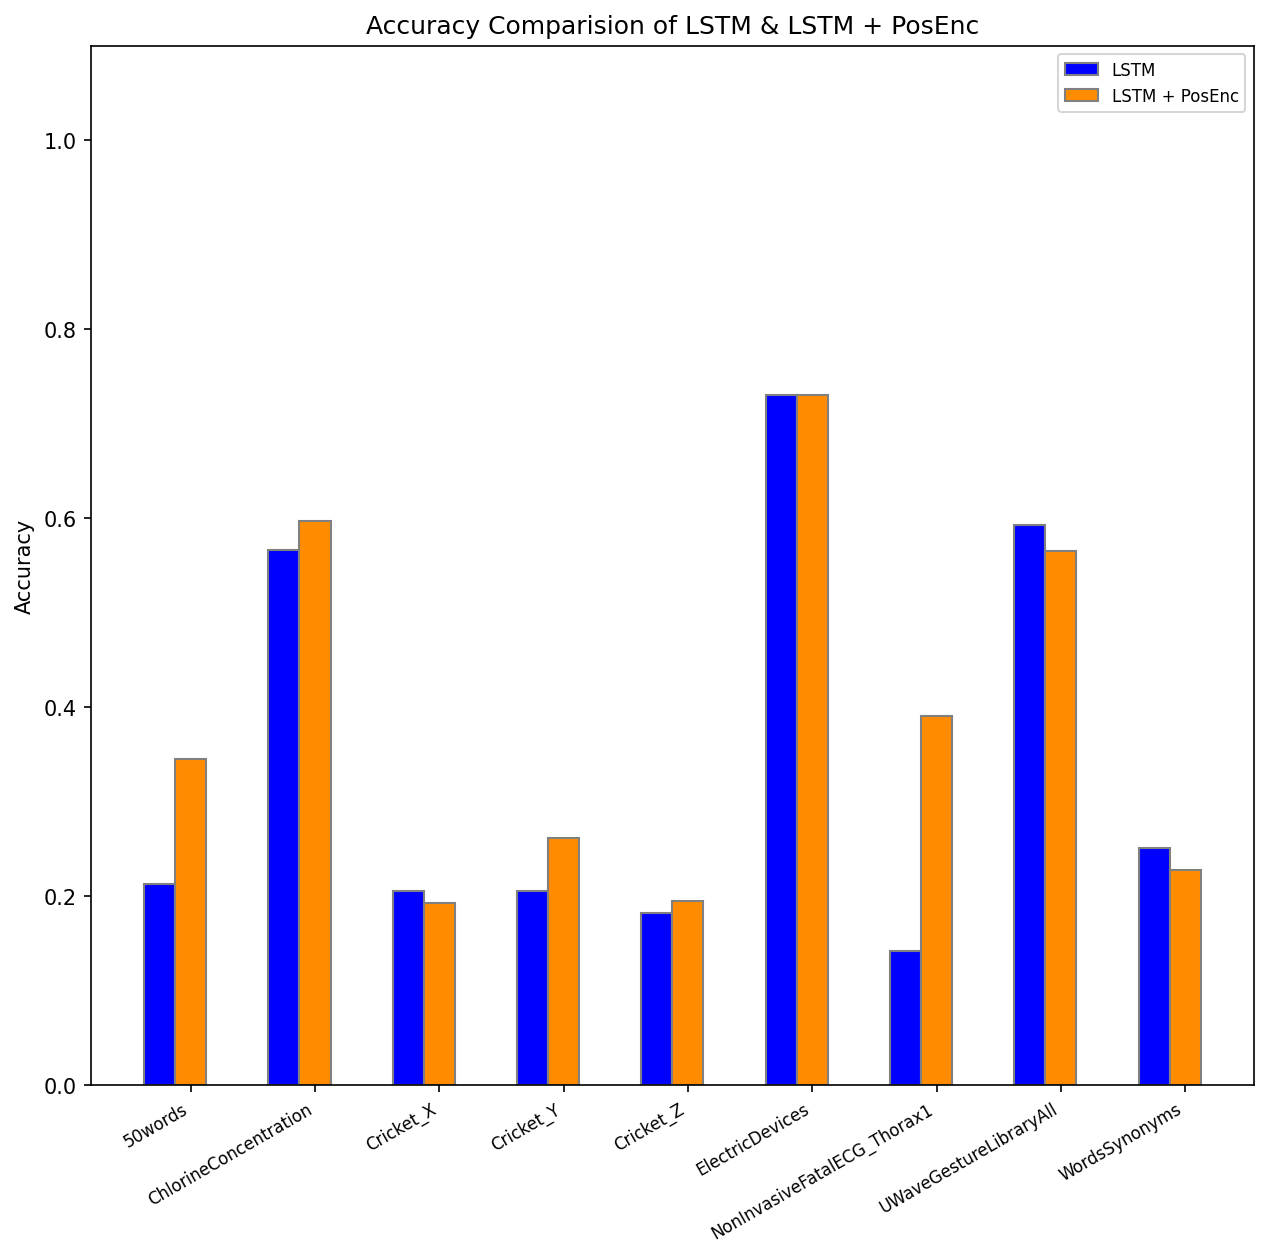 Accuracy Comparision of LSTM & LSTM + PosEnc
LSTM
LSTM + PosEnc
1.0
0.8
0.6
0.4
0.2
0.0
Accuracy
50words
ChlorineConcentration
Cricket_X
Cricket_Y
Cricket_Z
ElectricDevices
NonInvasiveFatalECG_Thorax1
UWaveGestureLibraryAll
WordsSynonyms